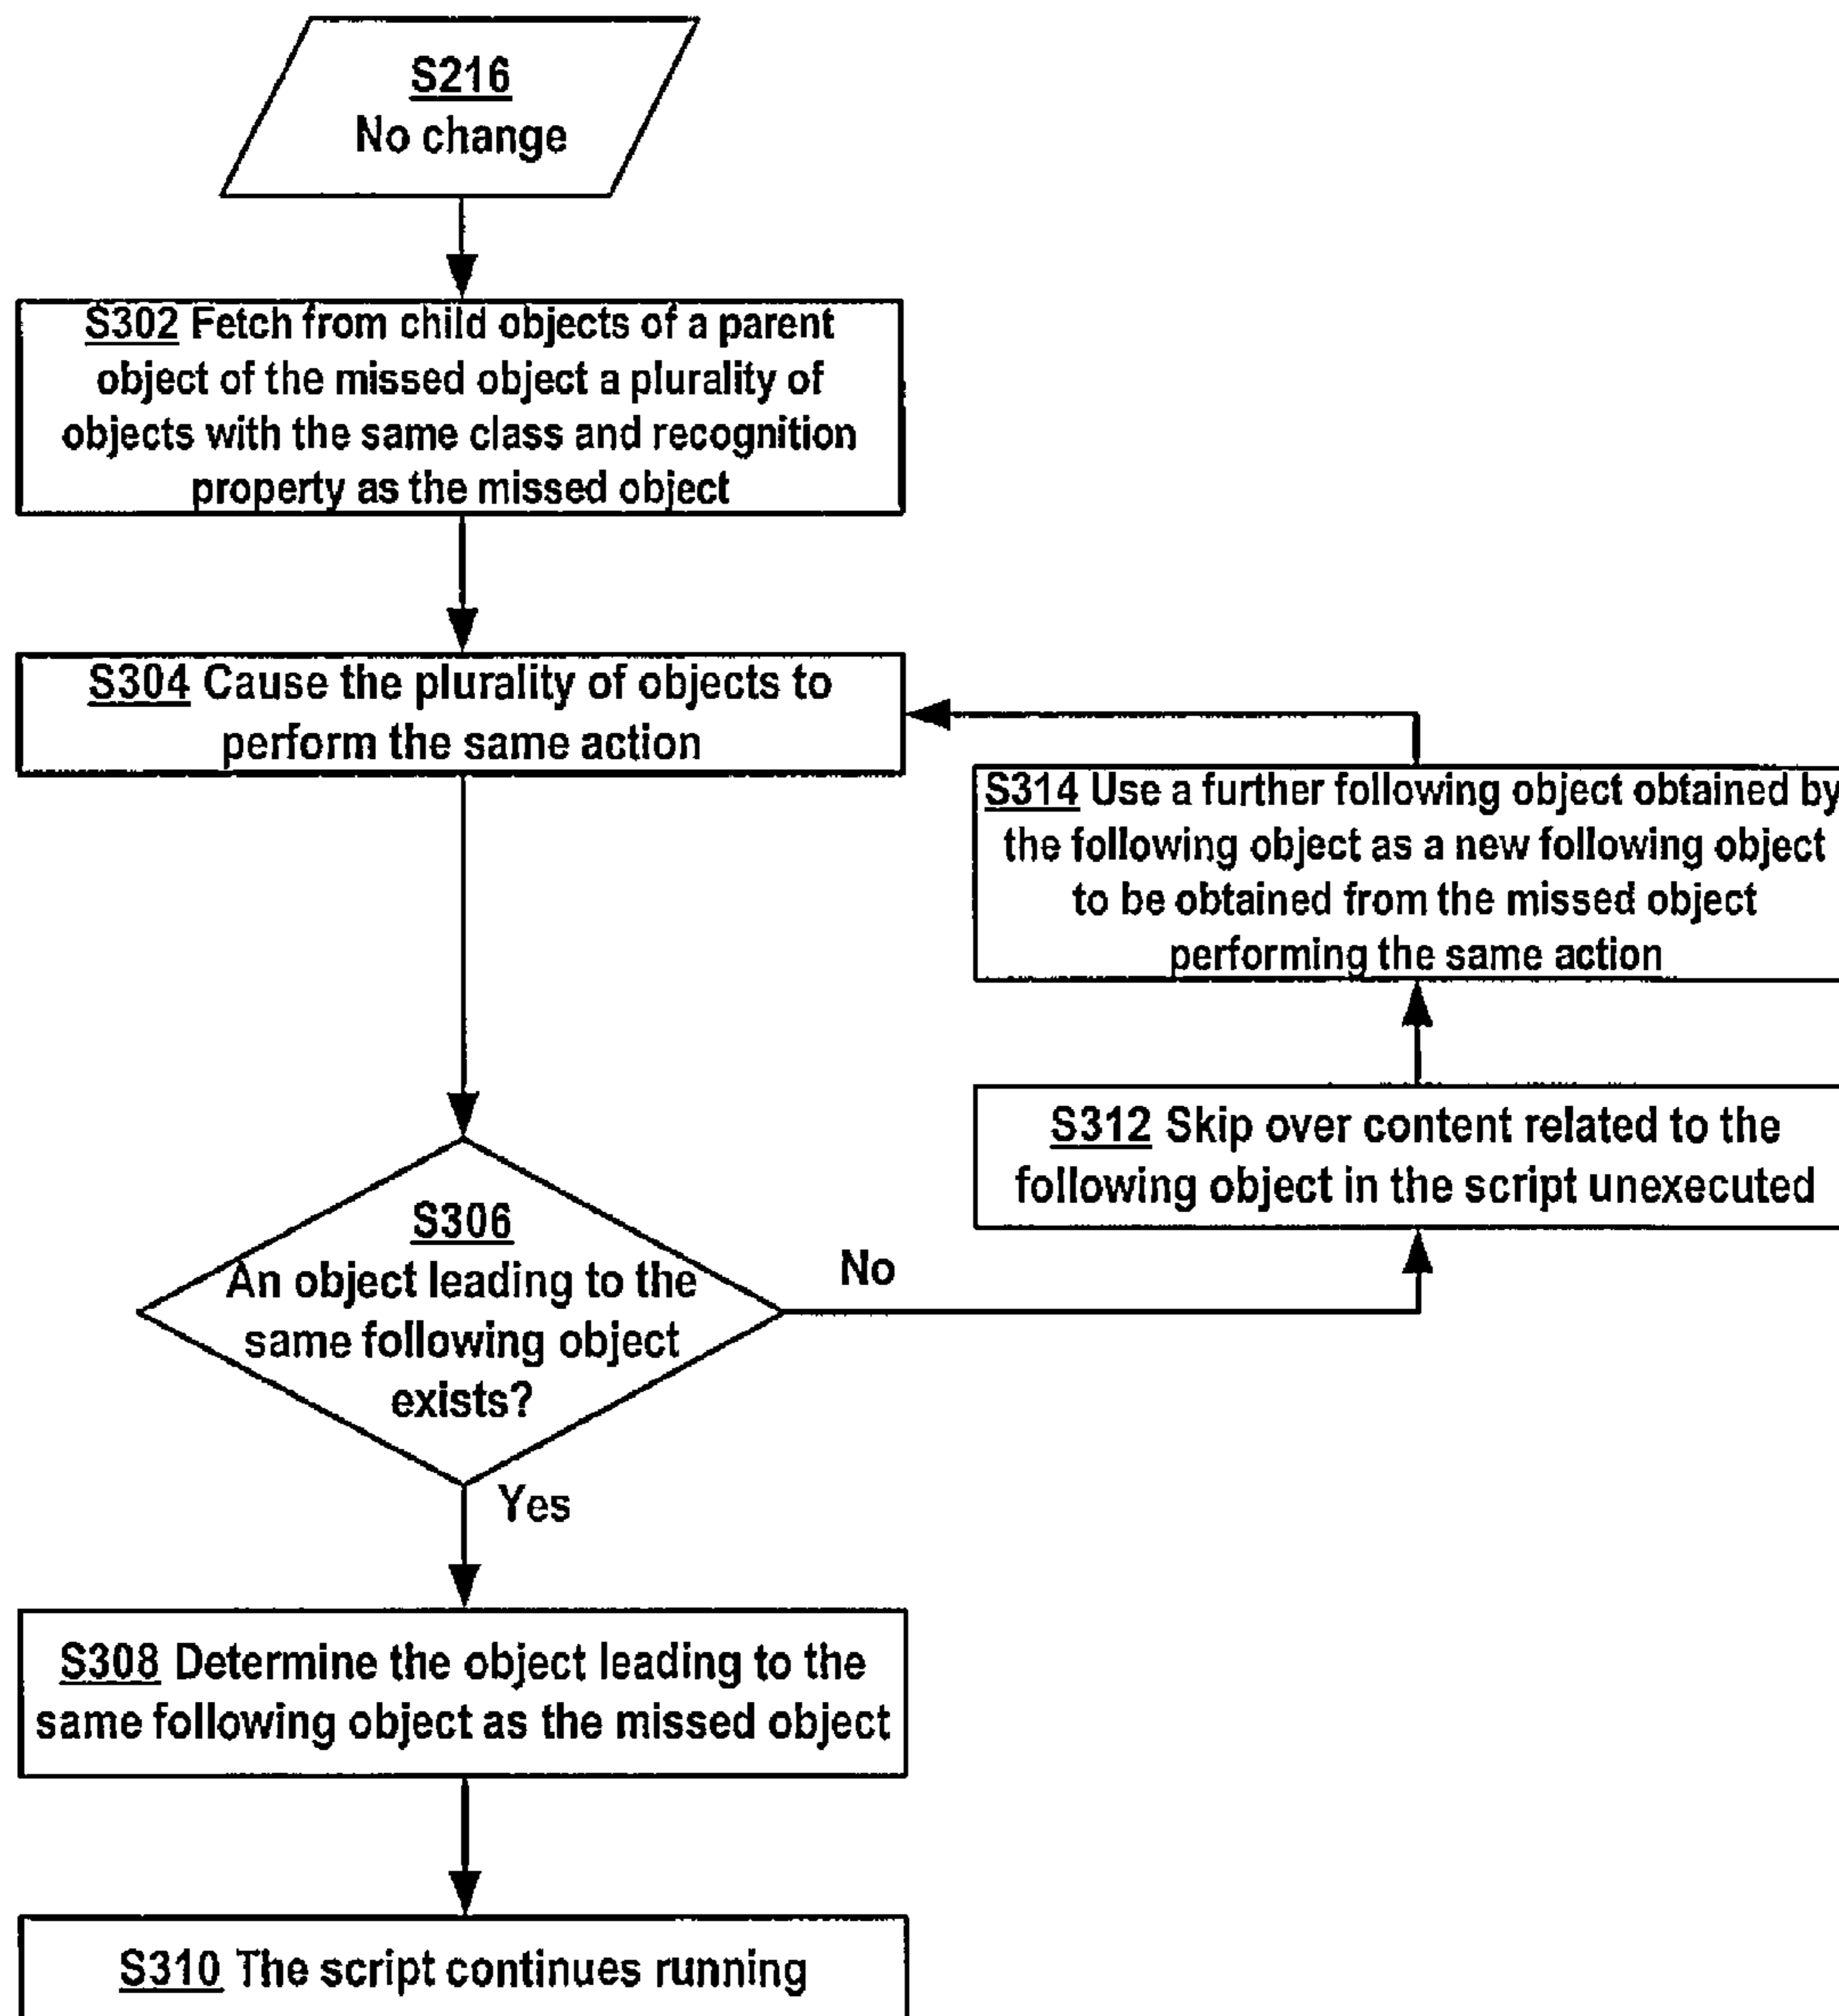 S216
No change
S302 Fetch from child objects of a parent
object of the missed object a plurality of
objects with the same class and recognition
property as the missed object
S304 Cause the plurality of objects to
perform the same action
S314 Use a further following object obtained by
the following object as a new following object
to be obtained from the missed object
performing the same action
S312 Skip over content related to the
following object in the script unexecuted
S306
An object leading to the
same following object
exists?
No
Yes
S308 Determine the object leading to the
same following object as the missed object
S310 The script continues running